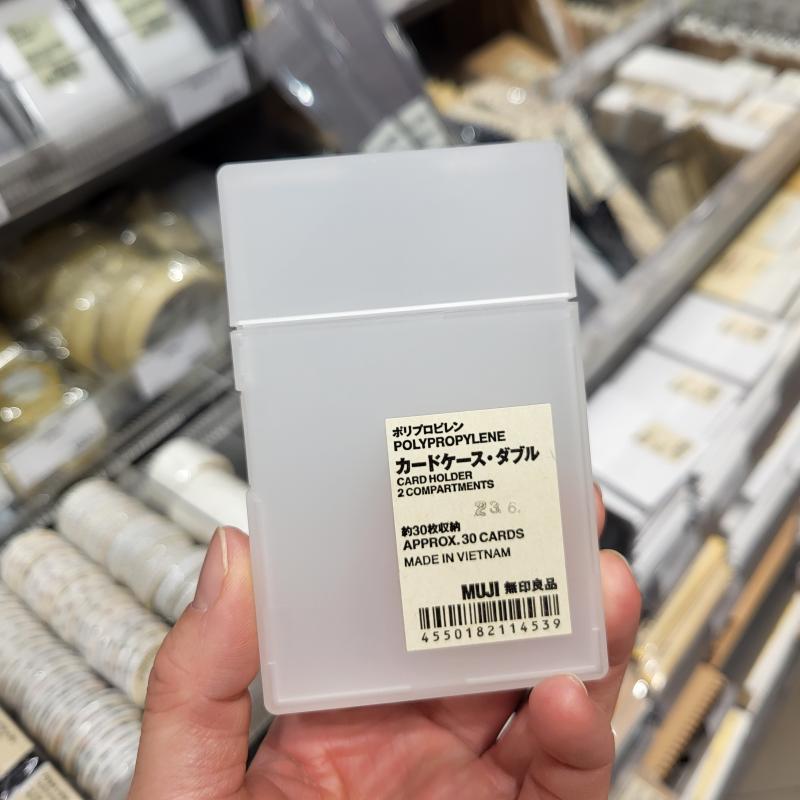 ポリプロピレン
POLYPROPYLENE
カードケース・ダブル
CARD HOLDER
2 COMPARTMENTS
23. 6.
約30枚収納
APPROX. 30 CARDS
MADE IN VIETNAM
MUJI 無印良品
4550182114539